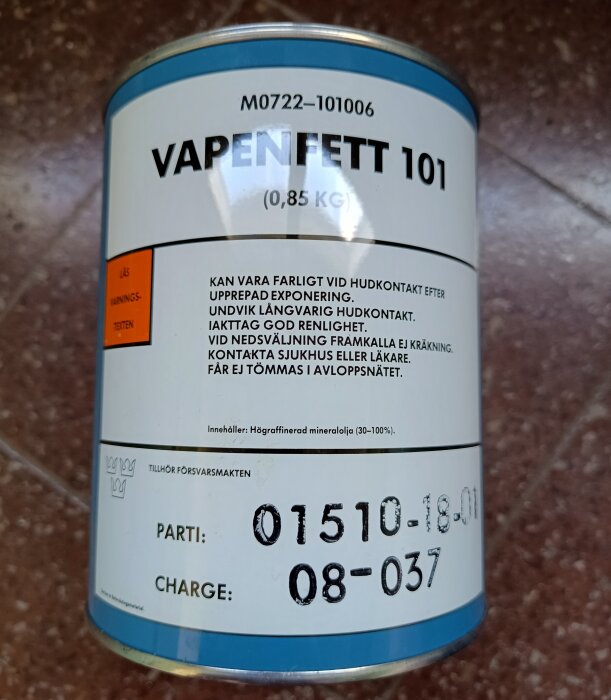 M0722–101006
VAPENFETT 101
(0,85 KG)
LÄS
VARNINGS-
TEXTEN
KAN VARA FARLIGT VID HUDKONTAKT EFTER
UPPREPAD EXPONERING.
UNDVIK LÅNGVARIG HUDKONTAKT.
IAKTTAG GOD RENLIGHET.
VID NEDSVÄLJNING FRAMKALLA EJ KRÄKNING.
KONTAKTA SJUKHUS ELLER LÄKARE.
FÅR EJ TÖMMAS I AVLOPPSNÄTET.
Innehåller: Högraffinerad mineralolja (30–100%).
TILLHÖR FÖRSVARSMAKTEN
PARTI: 01510-18-01
CHARGE: 08-037